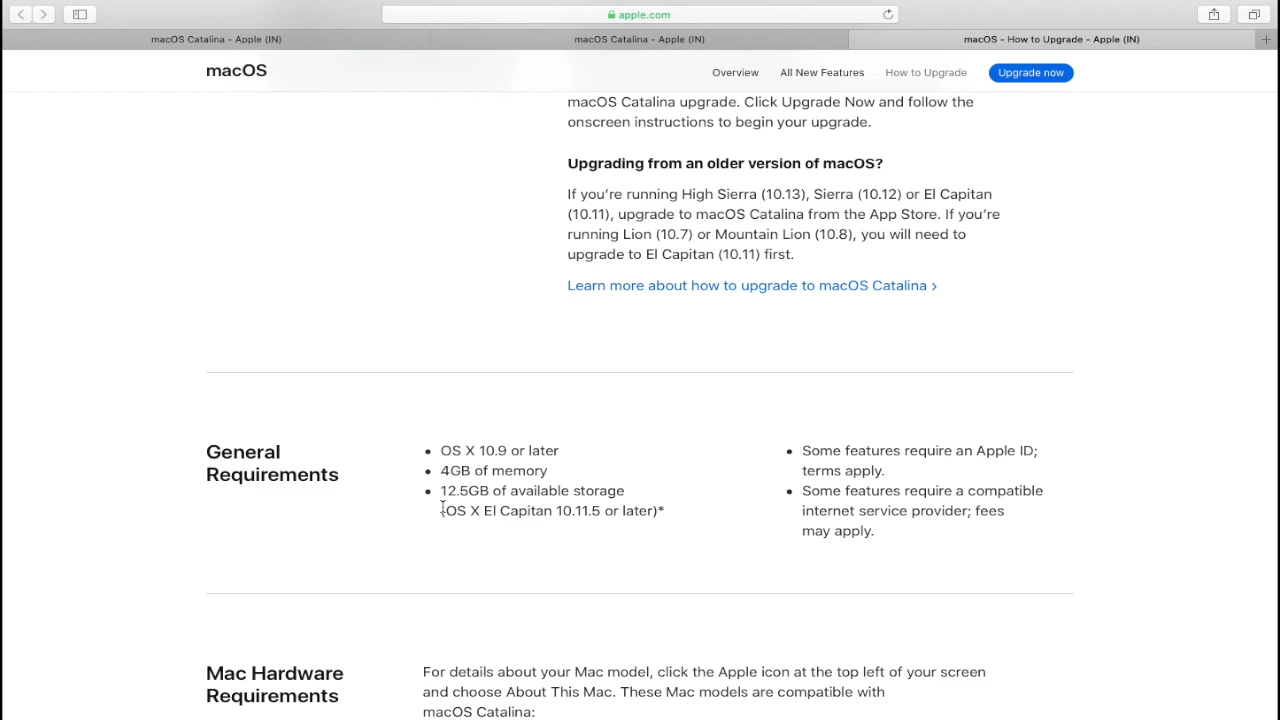 apple.com
macOS Catalina - Apple (IN)
macOS Catalina - Apple (IN)
macOS - How to Upgrade - Apple (IN)
macOS
Overview
All New Features
How to Upgrade
Upgrade now
macOS Catalina upgrade. Click Upgrade Now and follow the
onscreen instructions to begin your upgrade.
Upgrading from an older version of macOS?
If you’re running High Sierra (10.13), Sierra (10.12) or El Capitan
(10.11), upgrade to macOS Catalina from the App Store. If you’re
running Lion (10.7) or Mountain Lion (10.8), you will need to
upgrade to El Capitan (10.11) first.
Learn more about how to upgrade to macOS Catalina >
General
Requirements
• OS X 10.9 or later
• 4GB of memory
• 12.5GB of available storage
(OS X El Capitan 10.11.5 or later)*
• Some features require an Apple ID;
terms apply.
• Some features require a compatible
internet service provider; fees
may apply.
Mac Hardware
Requirements
For details about your Mac model, click the Apple icon at the top left of your screen
and choose About This Mac. These Mac models are compatible with
macOS Catalina: